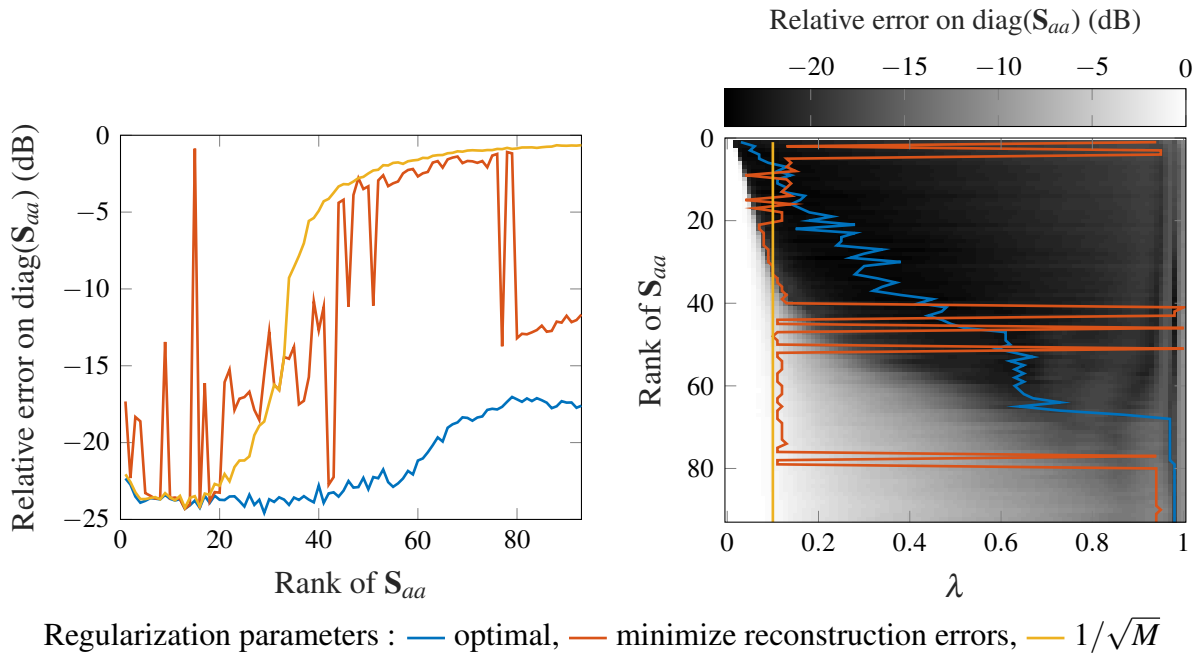 Relative error on diag(S_aa) (dB)
−20 −15 −10 −5 0
Relative error on diag(S_aa) (dB)
0
−5
−10
−15
−20
−25
0 20 40 60 80
Rank of S_aa
Rank of S_aa
0
20
40
60
80
0 0.2 0.4 0.6 0.8 1
λ
Regularization parameters : optimal, minimize reconstruction errors, 1/√M